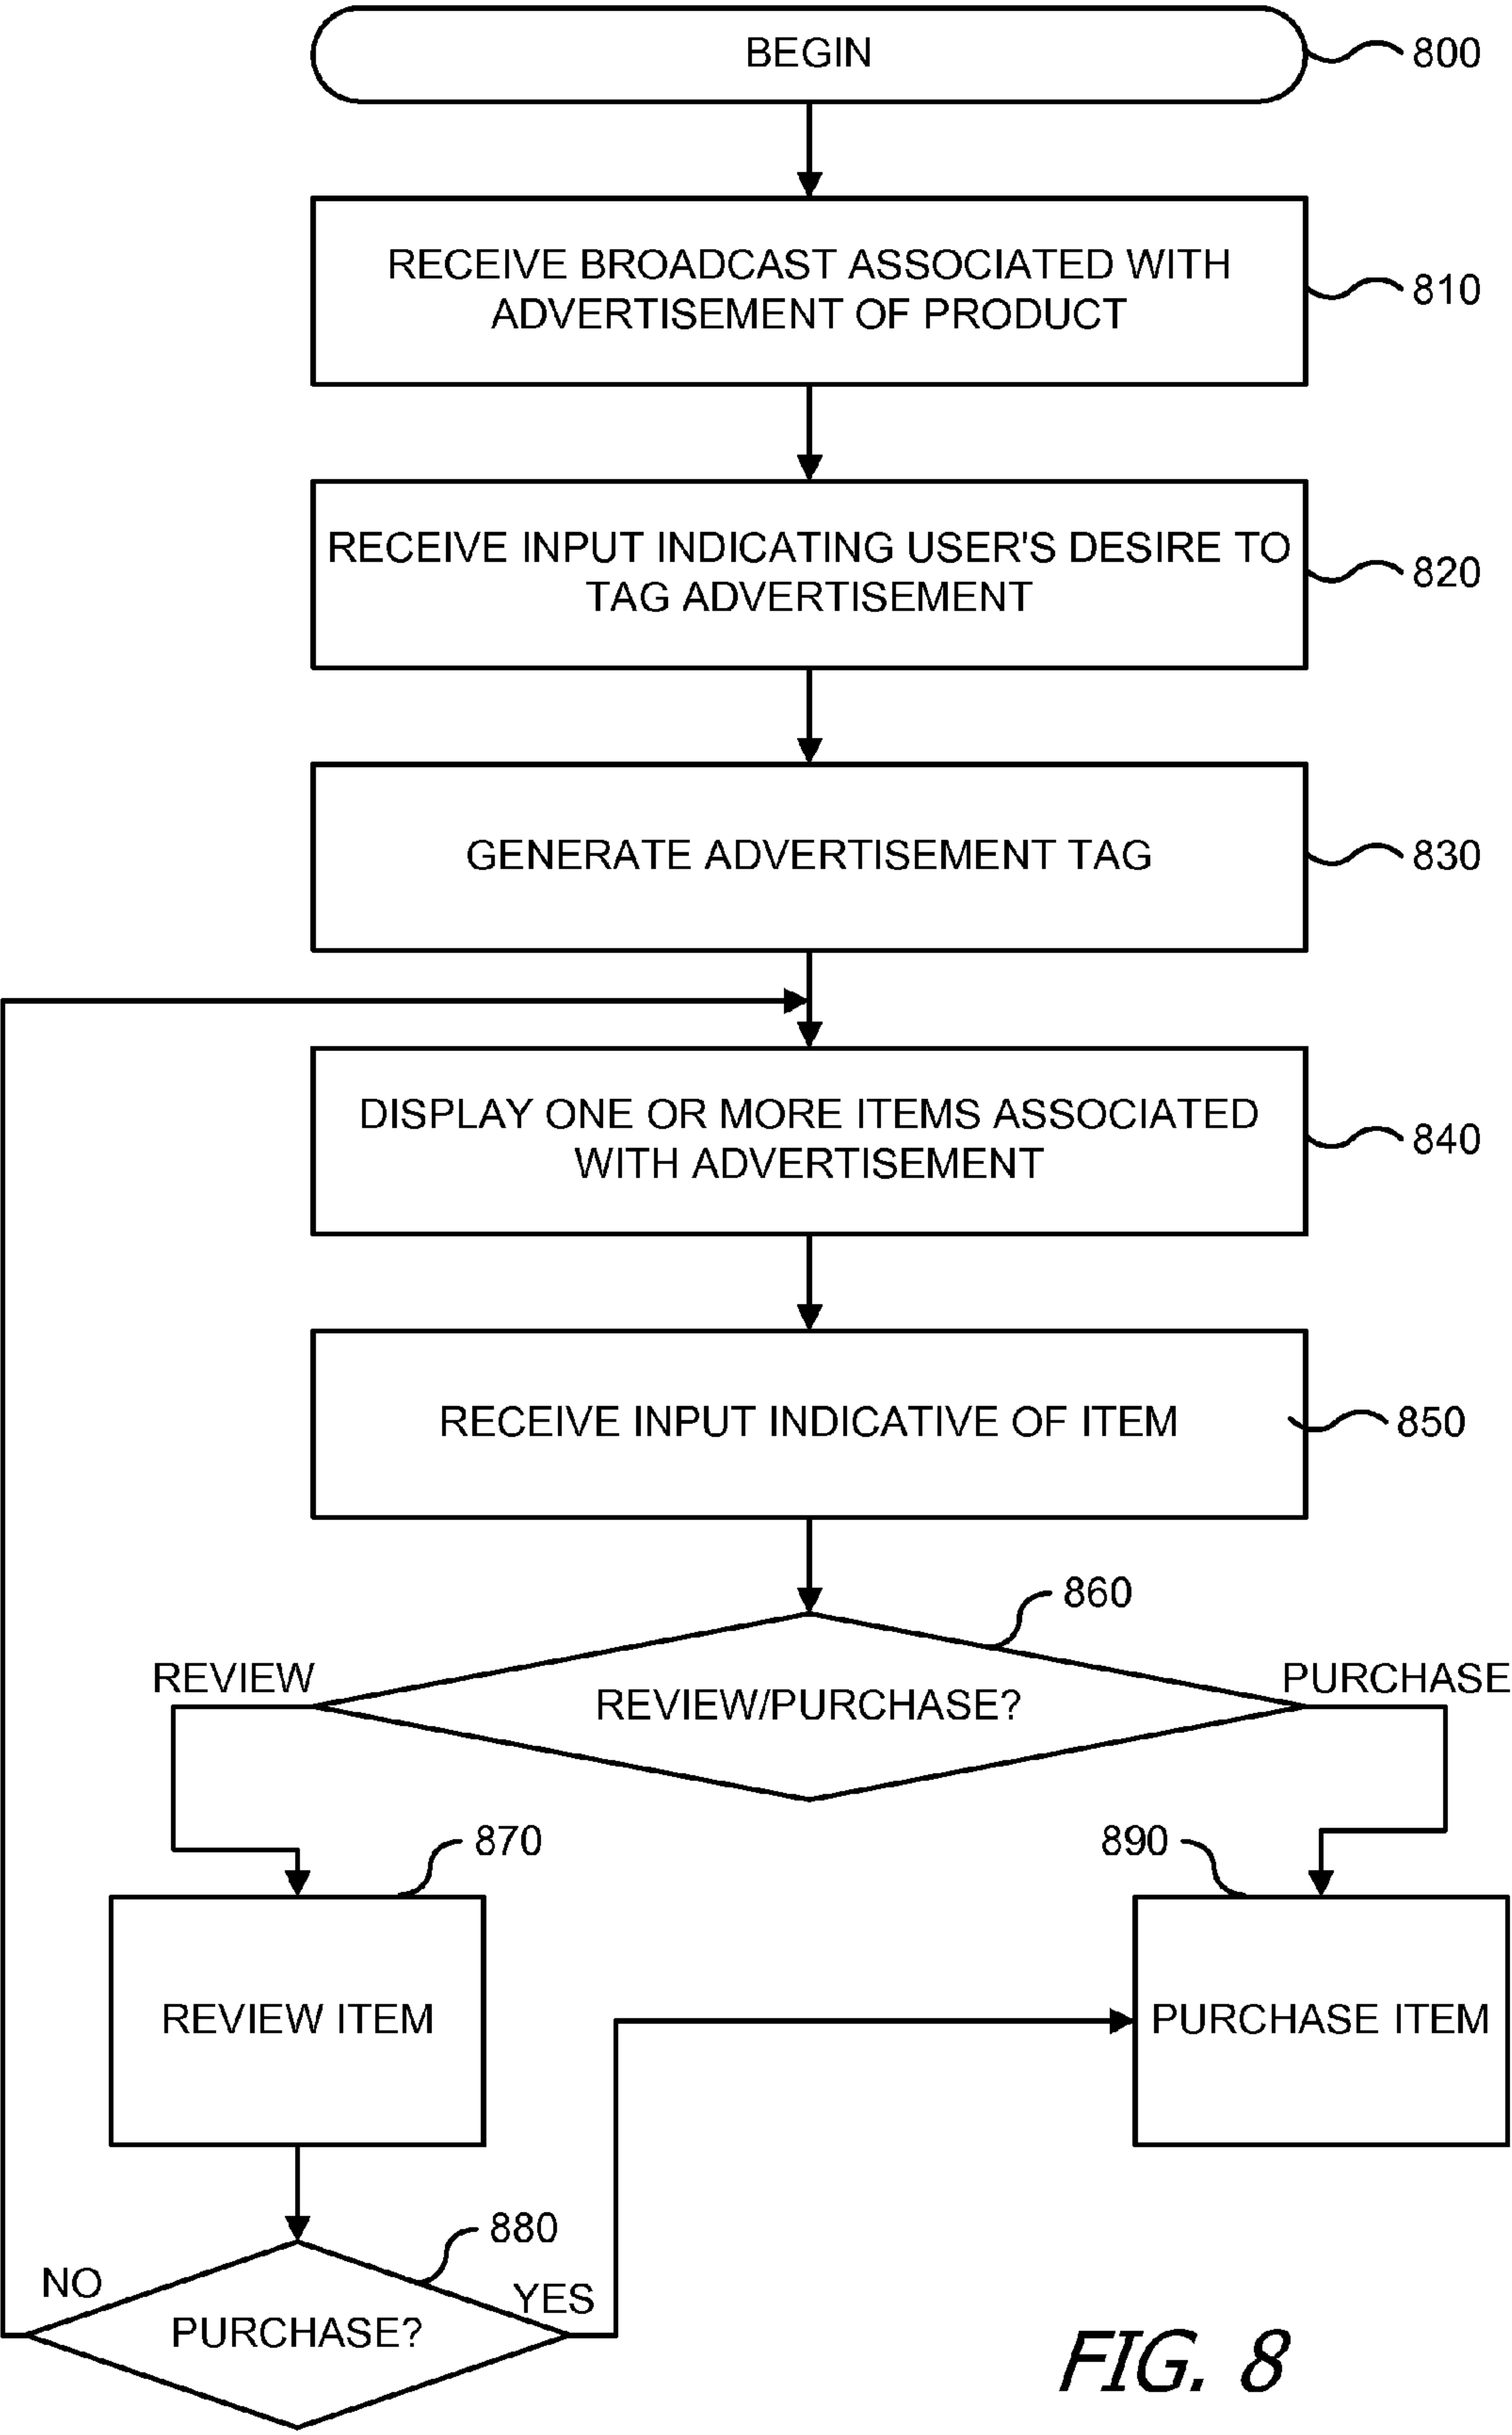 BEGIN
800
RECEIVE BROADCAST ASSOCIATED WITH
ADVERTISEMENT OF PRODUCT
810
RECEIVE INPUT INDICATING USER'S DESIRE TO
TAG ADVERTISEMENT
820
GENERATE ADVERTISEMENT TAG
830
DISPLAY ONE OR MORE ITEMS ASSOCIATED
WITH ADVERTISEMENT
840
RECEIVE INPUT INDICATIVE OF ITEM
850
860
REVIEW
REVIEW/PURCHASE?
PURCHASE
870
890
REVIEW ITEM
PURCHASE ITEM
880
NO
YES
PURCHASE?
FIG. 8